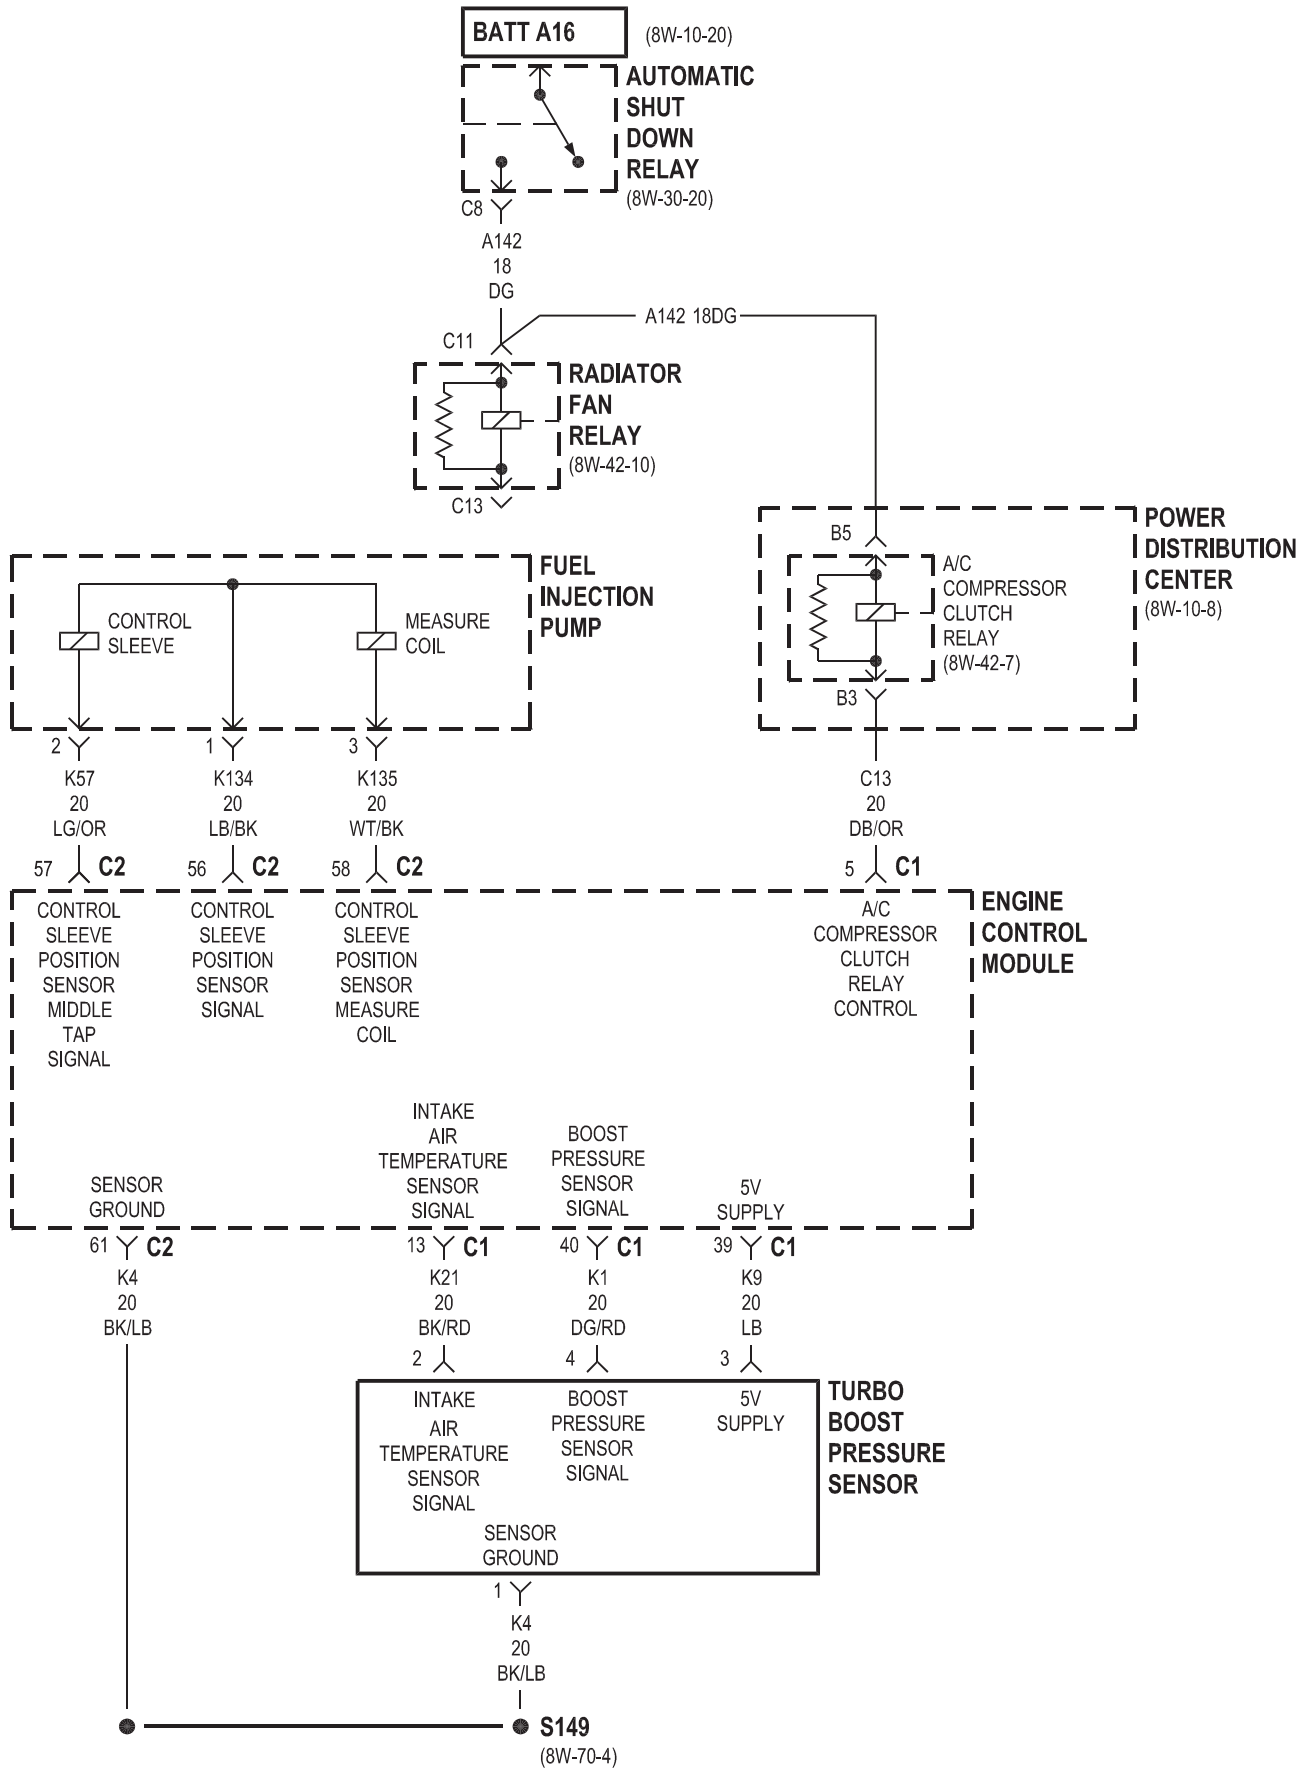 BATT A16
(8W-10-20)
AUTOMATIC
SHUT
DOWN
RELAY
(8W-30-20)
C8
A142
18
DG
A142 18DG
C11
RADIATOR
FAN
RELAY
(8W-42-10)
C13
POWER
DISTRIBUTION
CENTER
(8W-10-8)
B5
A/C
COMPRESSOR
CLUTCH
RELAY
(8W-42-7)
B3
FUEL
INJECTION
PUMP
CONTROL
SLEEVE
MEASURE
COIL
2
K57
20
LG/OR
57
C2
1
K134
20
LB/BK
56
C2
3
K135
20
WT/BK
58
C2
C13
20
DB/OR
5
C1
ENGINE
CONTROL
MODULE
CONTROL
SLEEVE
POSITION
SENSOR
MIDDLE
TAP
SIGNAL
CONTROL
SLEEVE
POSITION
SENSOR
SIGNAL
CONTROL
SLEEVE
POSITION
SENSOR
MEASURE
COIL
A/C
COMPRESSOR
CLUTCH
RELAY
CONTROL
SENSOR
GROUND
INTAKE
AIR
TEMPERATURE
SENSOR
SIGNAL
BOOST
PRESSURE
SENSOR
SIGNAL
5V
SUPPLY
61
C2
K4
20
BK/LB
13
C1
K21
20
BK/RD
2
40
C1
K1
20
DG/RD
4
39
C1
K9
20
LB
3
TURBO
BOOST
PRESSURE
SENSOR
INTAKE
AIR
TEMPERATURE
SENSOR
SIGNAL
BOOST
PRESSURE
SENSOR
SIGNAL
5V
SUPPLY
SENSOR
GROUND
1
K4
20
BK/LB
S149
(8W-70-4)